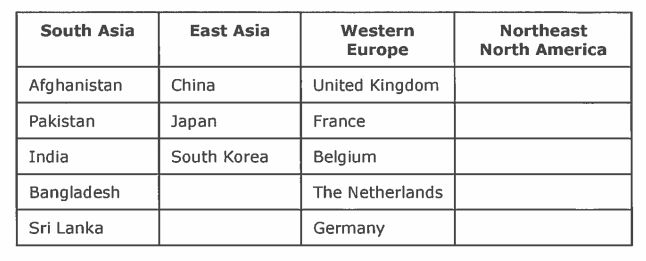 South Asia East Asia Western Europe Northeast North America
Afghanistan China United Kingdom
Pakistan Japan France
India South Korea Belgium
Bangladesh The Netherlands
Sri Lanka Germany